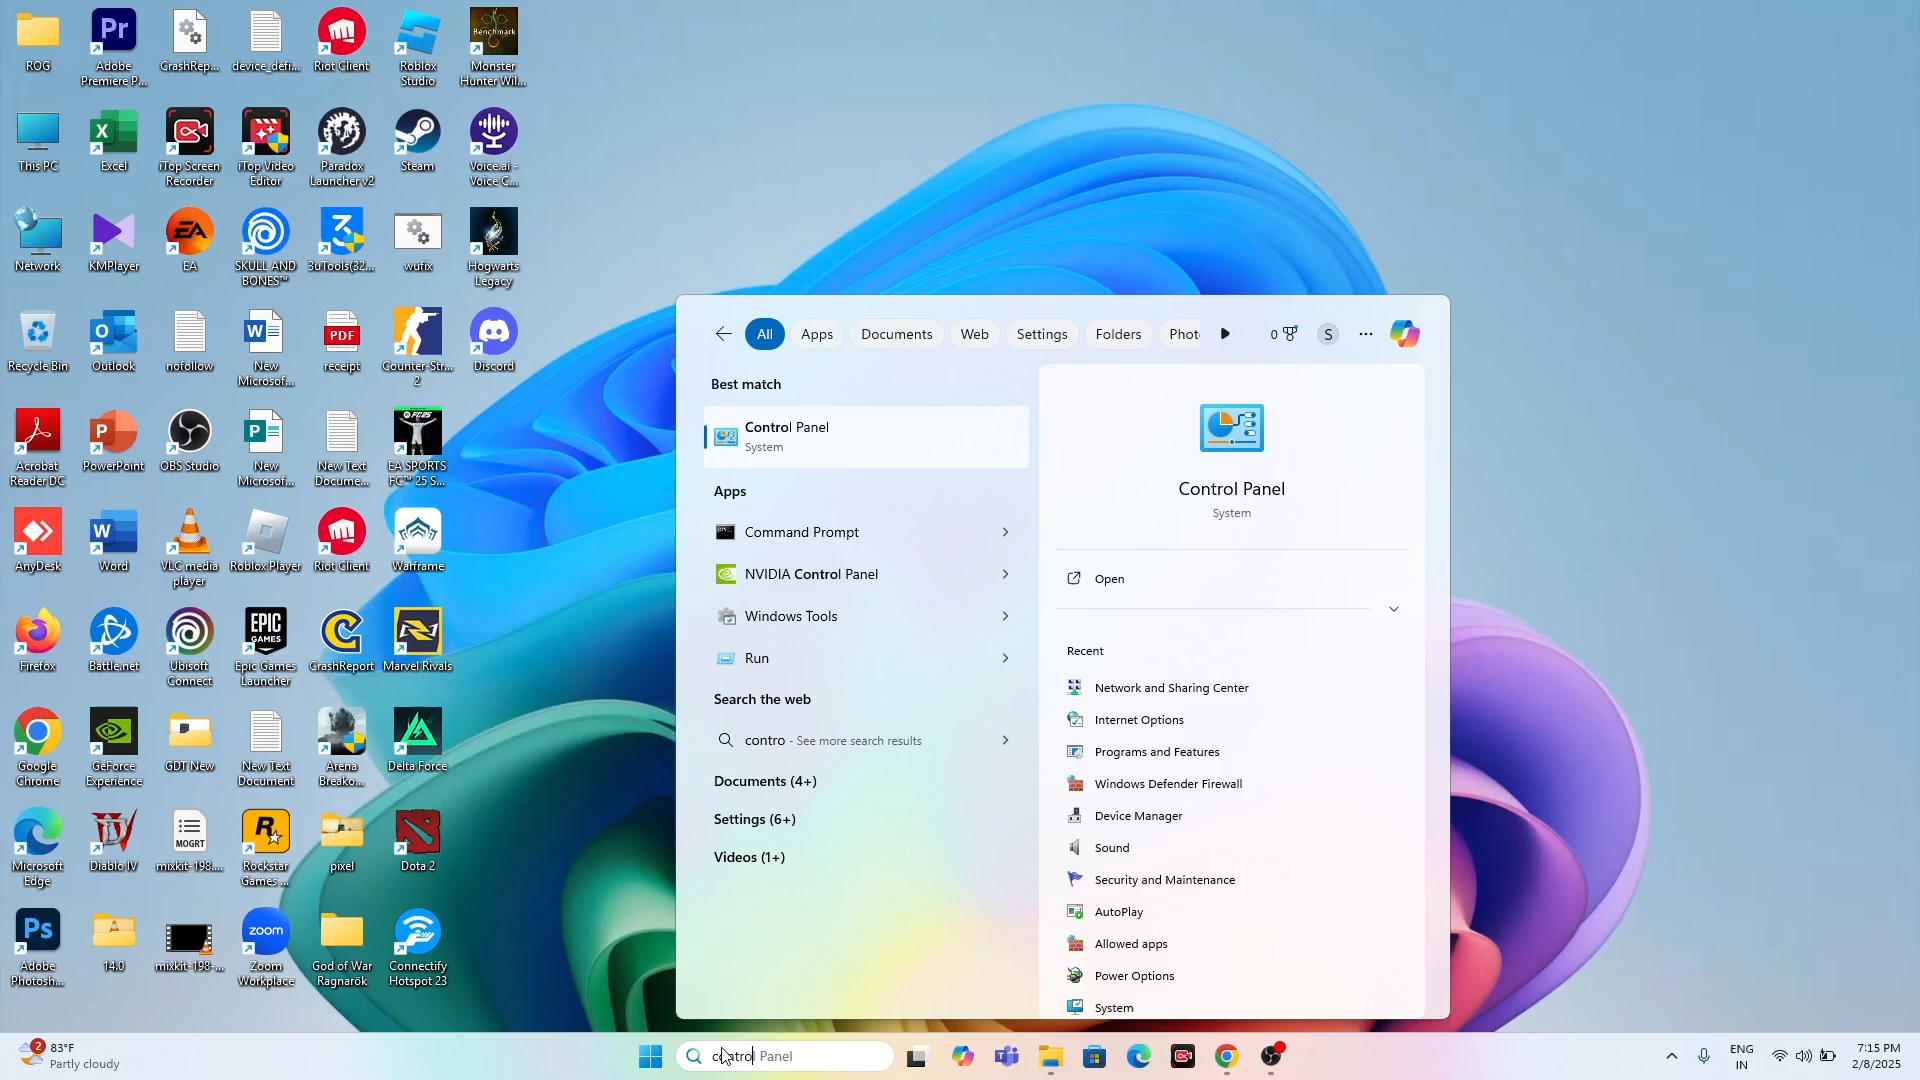 ROG
Adobe
Premiere P...
CrashRep...
device_defi...
Riot Client
Roblox
Studio
Benchmark
Monster
Hunter Wil...
This PC
Excel
iTop Screen
Recorder
iTop Video
Editor
Paradox
Launcher v2
Steam
Voice.ai -
Voice C...
Network
KMPlayer
EA
SKULL AND
BONES™
3uTools(32...
wufix
Hogwarts
Legacy
Recycle Bin
Outlook
nofollow
New
Microsof...
PDF
receipt
Counter-Str...
2
Discord
Acrobat
Reader DC
PowerPoint
OBS Studio
New
Microsof...
New Text
Docume...
FC25
EA SPORTS
FC™ 25 S...
AnyDesk
Word
VLC media
player
Roblox Player
Riot Client
Warframe
Firefox
Battle.net
Ubisoft
Connect
EPIC
GAMES
Epic Games
Launcher
CrashReport
Marvel Rivals
Google
Chrome
GeForce
Experience
GDT New
New Text
Document
Arena
Breako...
Delta Force
Microsoft
Edge
Diablo IV
MOGRT
mixkit-198....
Rockstar
Games ...
pixel
Dota 2
Ps
Adobe
Photosh...
14.0
mixkit-198-...
zoom
Zoom
Workplace
God of War
Ragnarök
Connectify
Hotspot 23
All
Apps
Documents
Web
Settings
Folders
Phot
0
S
Best match
Control Panel
System
Apps
Command Prompt
NVIDIA Control Panel
Windows Tools
Run
Search the web
contro - See more search results
Documents (4+)
Settings (6+)
Videos (1+)
Control Panel
System
Open
Recent
Network and Sharing Center
Internet Options
Programs and Features
Windows Defender Firewall
Device Manager
Sound
Security and Maintenance
AutoPlay
Allowed apps
Power Options
System
2
83°F
Partly cloudy
control Panel
ENG
IN
7:15 PM
2/8/2025